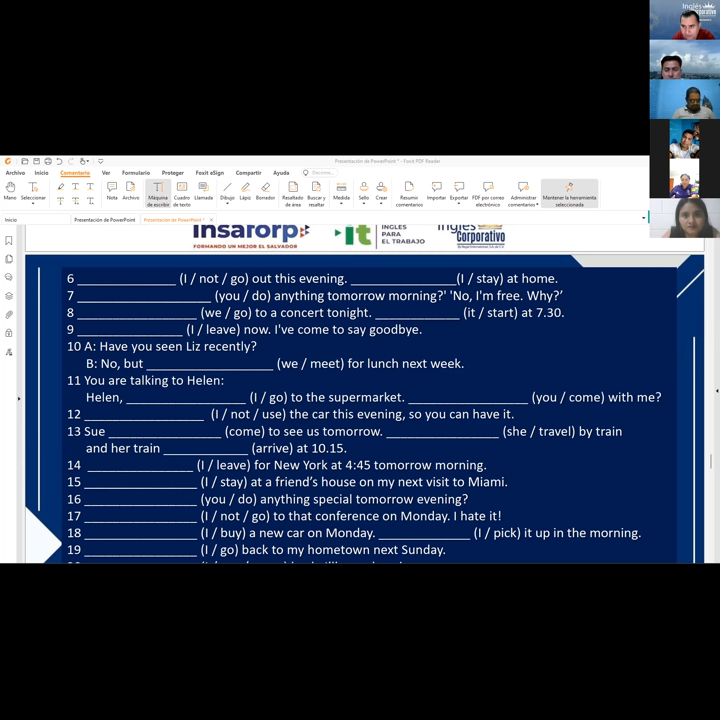 Inglés
Corporativo
Presentación de PowerPoint * - Foxit PDF Reader
Archivo Inicio Comentario Ver Formulario Proteger Foxit eSign Compartir Ayuda
Mano Seleccionar Nota Archivo Máquina de escribir Cuadro de texto Llamada Dibujo Lápiz Borrador Resaltado de área Buscar y resaltar Medida Sello Crear Resumir comentarios Importar Exportar PDF por correo electrónico Administrar comentarios Mantener la herramienta seleccionada
Inicio Presentación de PowerPoint Presentación de PowerPoint *
insaforp it INGLÉS PARA EL TRABAJO Inglés Corporativo
FORMANDO UN MEJOR EL SALVADOR
6 ______________ (I / not / go) out this evening. _______________(I / stay) at home.
7 ___________________ (you / do) anything tomorrow morning?' 'No, I'm free. Why?'
8 ________________ (we / go) to a concert tonight. ____________ (it / start) at 7.30.
9 _______________ (I / leave) now. I've come to say goodbye.
10 A: Have you seen Liz recently?
B: No, but __________________ (we / meet) for lunch next week.
11 You are talking to Helen:
Helen, _________________ (I / go) to the supermarket. _________________ (you / come) with me?
12 _________________ (I / not / use) the car this evening, so you can have it.
13 Sue ________________ (come) to see us tomorrow. ________________ (she / travel) by train
and her train ____________ (arrive) at 10.15.
14 _______________ (I / leave) for New York at 4:45 tomorrow morning.
15 ________________ (I / stay) at a friend's house on my next visit to Miami.
16 ________________ (you / do) anything special tomorrow evening?
17 ________________ (I / not / go) to that conference on Monday. I hate it!
18 ________________ (I / buy) a new car on Monday. _____________ (I / pick) it up in the morning.
19 ________________ (I / go) back to my hometown next Sunday.